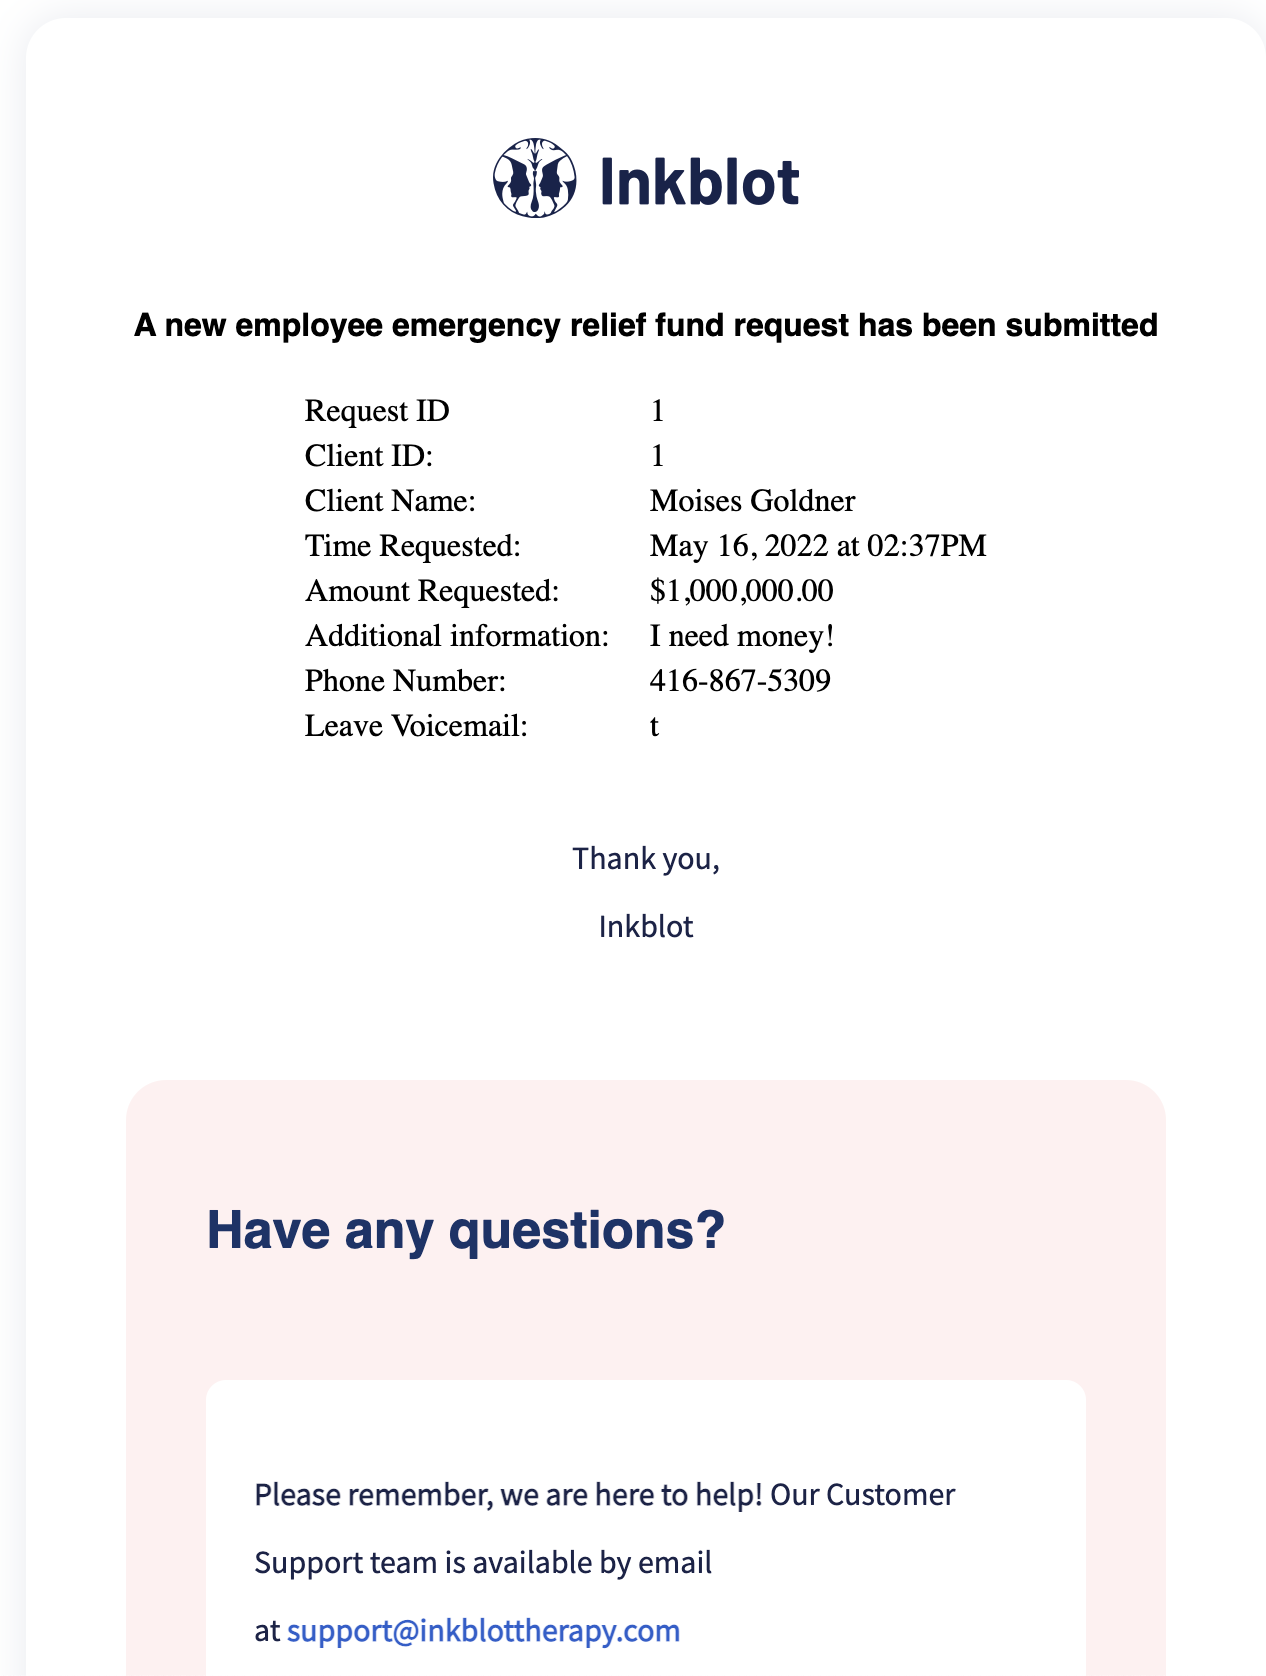 Inkblot
A new employee emergency relief fund request has been submitted
Request ID 1
Client ID: 1
Client Name: Moises Goldner
Time Requested: May 16, 2022 at 02:37PM
Amount Requested: $1,000,000.00
Additional information: I need money!
Phone Number: 416-867-5309
Leave Voicemail: t
Thank you,
Inkblot
Have any questions?
Please remember, we are here to help! Our Customer
Support team is available by email
at support@inkblottherapy.com